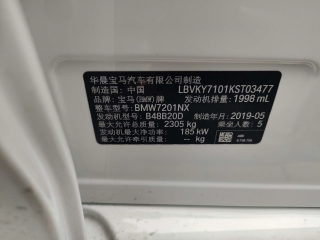 华晨宝马汽车有限公司制造
制造国：中国 LBVKY7101KST03477
品牌：宝马(BMW)牌 发动机排量：1998 mL
整车型号：BMW7201NX
发动机型号：B48B20D 制造年月：2019-05
最大允许总质量：2305 kg 乘坐人数：5
发动机最大净功率：185 kW
最大允许牵引质量：- kg